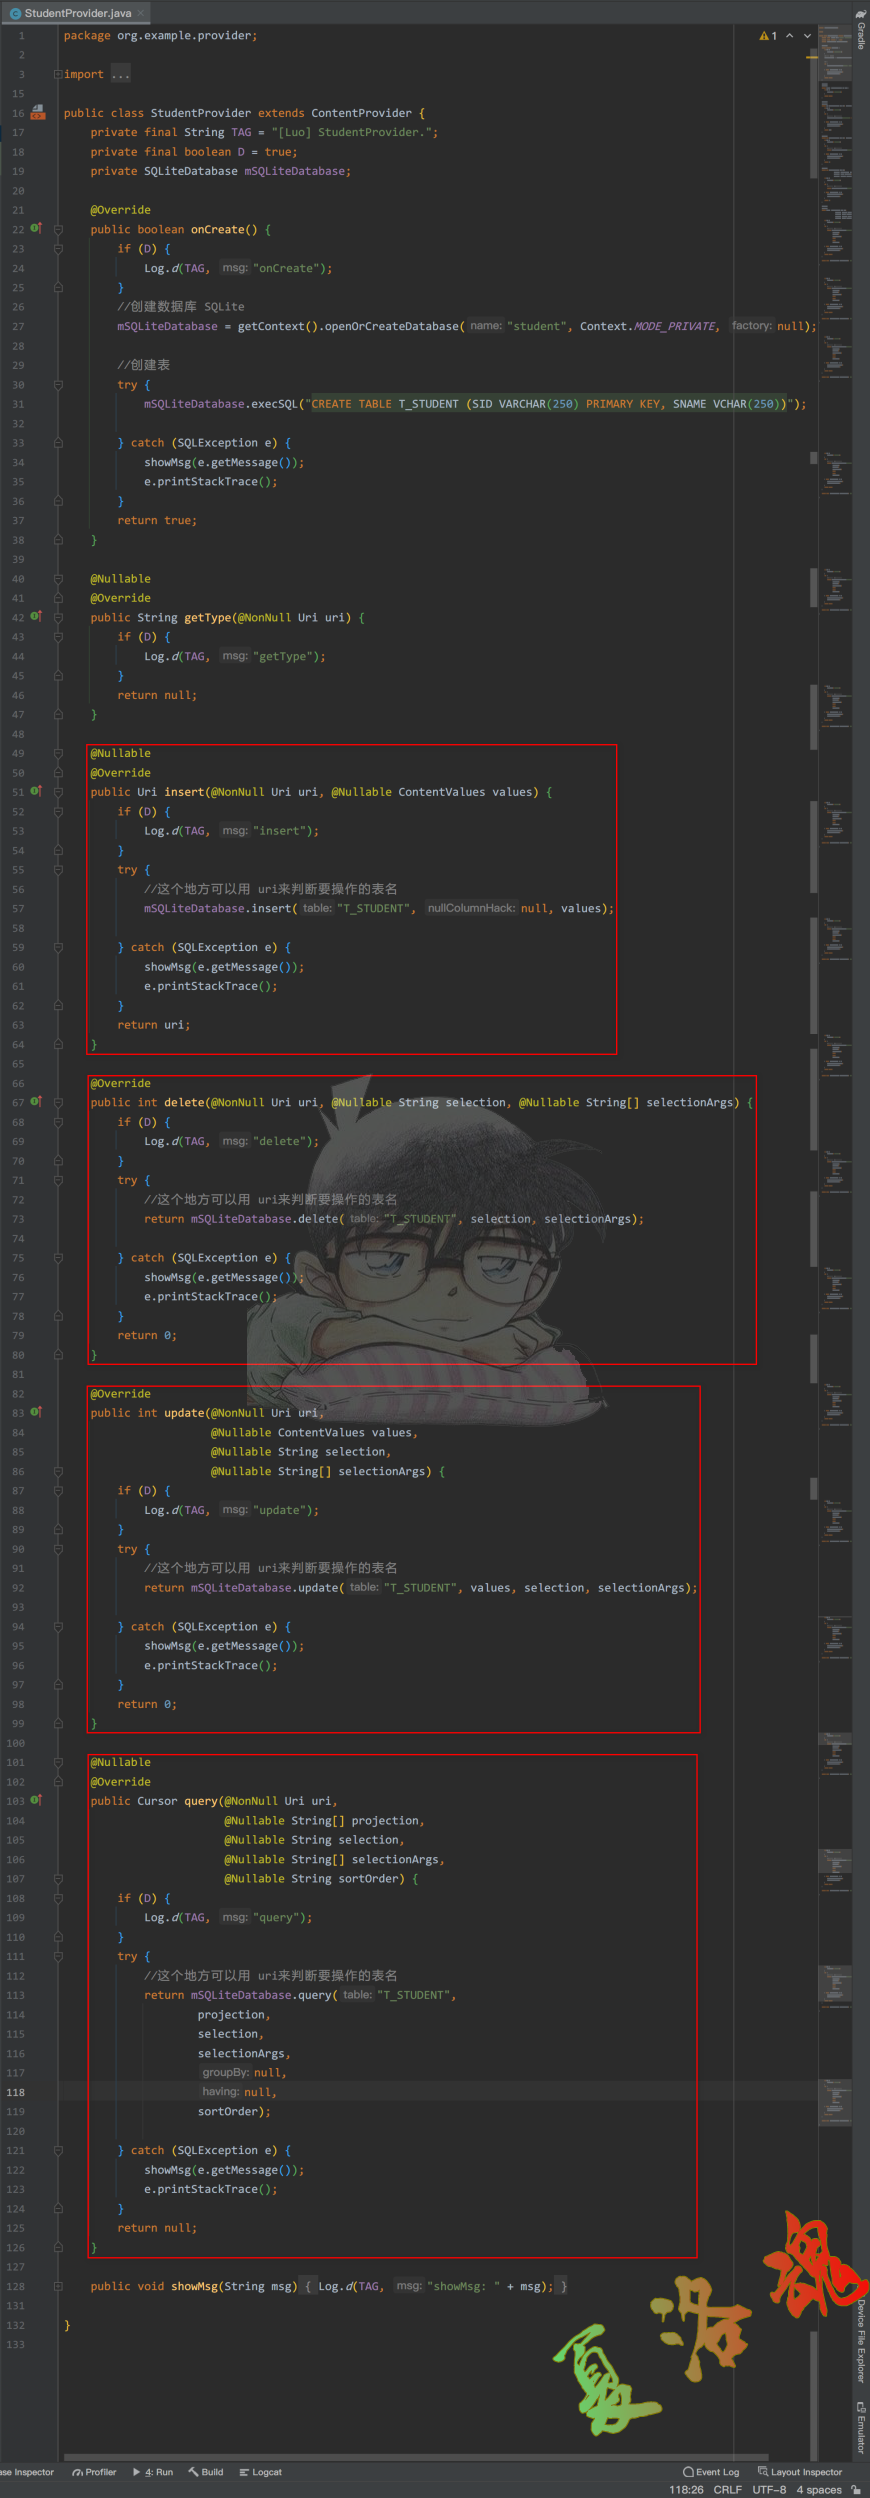 StudentProvider.java
1 package org.example.provider;
1
2
3 import ...
15
16 public class StudentProvider extends ContentProvider {
17 private final String TAG = "[Luo] StudentProvider.";
18 private final boolean D = true;
19 private SQLiteDatabase mSQLiteDatabase;
20
21 @Override
22 public boolean onCreate() {
23 if (D) {
24 Log.d(TAG, msg: "onCreate");
25 }
26 //创建数据库 SQLite
27 mSQLiteDatabase = getContext().openOrCreateDatabase( name: "student", Context.MODE_PRIVATE, factory: null);
28
29 //创建表
30 try {
31 mSQLiteDatabase.execSQL("CREATE TABLE T_STUDENT (SID VARCHAR(250) PRIMARY KEY, SNAME VCHAR(250))");
32
33 } catch (SQLException e) {
34 showMsg(e.getMessage());
35 e.printStackTrace();
36 }
37 return true;
38 }
39
40 @Nullable
41 @Override
42 public String getType(@NonNull Uri uri) {
43 if (D) {
44 Log.d(TAG, msg: "getType");
45 }
46 return null;
47 }
48
49 @Nullable
50 @Override
51 public Uri insert(@NonNull Uri uri, @Nullable ContentValues values) {
52 if (D) {
53 Log.d(TAG, msg: "insert");
54 }
55 try {
56 //这个地方可以用 uri来判断要操作的表名
57 mSQLiteDatabase.insert( table: "T_STUDENT", nullColumnHack: null, values);
58
59 } catch (SQLException e) {
60 showMsg(e.getMessage());
61 e.printStackTrace();
62 }
63 return uri;
64 }
65
66 @Override
67 public int delete(@NonNull Uri uri, @Nullable String selection, @Nullable String[] selectionArgs) {
68 if (D) {
69 Log.d(TAG, msg: "delete");
70 }
71 try {
72 //这个地方可以用 uri来判断要操作的表名
73 return mSQLiteDatabase.delete( table: "T_STUDENT", selection, selectionArgs);
74
75 } catch (SQLException e) {
76 showMsg(e.getMessage());
77 e.printStackTrace();
78 }
79 return 0;
80 }
81
82 @Override
83 public int update(@NonNull Uri uri,
84 @Nullable ContentValues values,
85 @Nullable String selection,
86 @Nullable String[] selectionArgs) {
87 if (D) {
88 Log.d(TAG, msg: "update");
89 }
90 try {
91 //这个地方可以用 uri来判断要操作的表名
92 return mSQLiteDatabase.update( table: "T_STUDENT", values, selection, selectionArgs);
93
94 } catch (SQLException e) {
95 showMsg(e.getMessage());
96 e.printStackTrace();
97 }
98 return 0;
99 }
100
101 @Nullable
102 @Override
103 public Cursor query(@NonNull Uri uri,
104 @Nullable String[] projection,
105 @Nullable String selection,
106 @Nullable String[] selectionArgs,
107 @Nullable String sortOrder) {
108 if (D) {
109 Log.d(TAG, msg: "query");
110 }
111 try {
112 //这个地方可以用 uri来判断要操作的表名
113 return mSQLiteDatabase.query( table: "T_STUDENT",
114 projection,
115 selection,
116 selectionArgs,
117 groupBy: null,
118 having: null,
119 sortOrder);
120
121 } catch (SQLException e) {
122 showMsg(e.getMessage());
123 e.printStackTrace();
124 }
125 return null;
126 }
127
128 public void showMsg(String msg) { Log.d(TAG, msg: "showMsg: " + msg); }
131
132 }
133
Gradle
Device File Explorer
Emulator
夏洛魂
ase Inspector Profiler 4: Run Build Logcat Event Log Layout Inspector
118:26 CRLF UTF-8 4 spaces